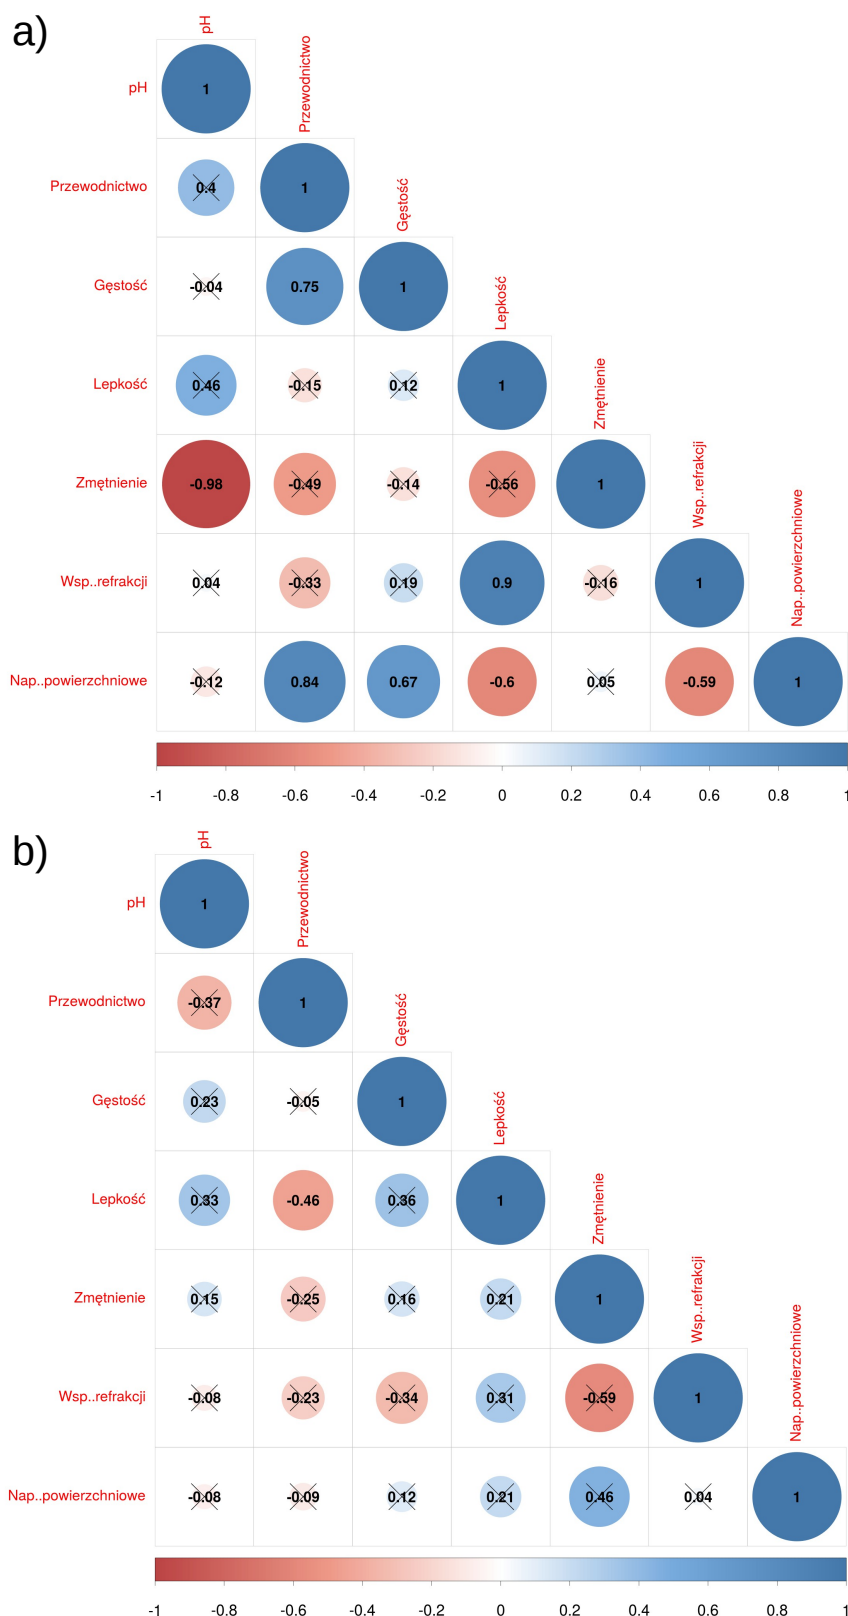 a)
pH
pH 1
Przewodnictwo
Przewodnictwo 0.4 1
Gęstość
Gęstość -0.04 0.75 1
Lepkość
Lepkość 0.46 -0.15 0.12 1
Zmętnienie
Zmętnienie -0.98 -0.49 -0.14 -0.56 1
Wsp..refrakcji
Wsp..refrakcji 0.04 -0.33 0.19 0.9 -0.16 1
Nap..powierzchniowe
Nap..powierzchniowe -0.12 0.84 0.67 -0.6 0.05 -0.59 1
-1 -0.8 -0.6 -0.4 -0.2 0 0.2 0.4 0.6 0.8 1
b)
pH
pH 1
Przewodnictwo
Przewodnictwo -0.37 1
Gęstość
Gęstość 0.23 -0.05 1
Lepkość
Lepkość 0.33 -0.46 0.36 1
Zmętnienie
Zmętnienie 0.15 -0.25 0.16 0.21 1
Wsp..refrakcji
Wsp..refrakcji -0.08 -0.23 -0.34 0.31 -0.59 1
Nap..powierzchniowe
Nap..powierzchniowe -0.08 -0.09 0.12 0.21 0.46 0.04 1
-1 -0.8 -0.6 -0.4 -0.2 0 0.2 0.4 0.6 0.8 1